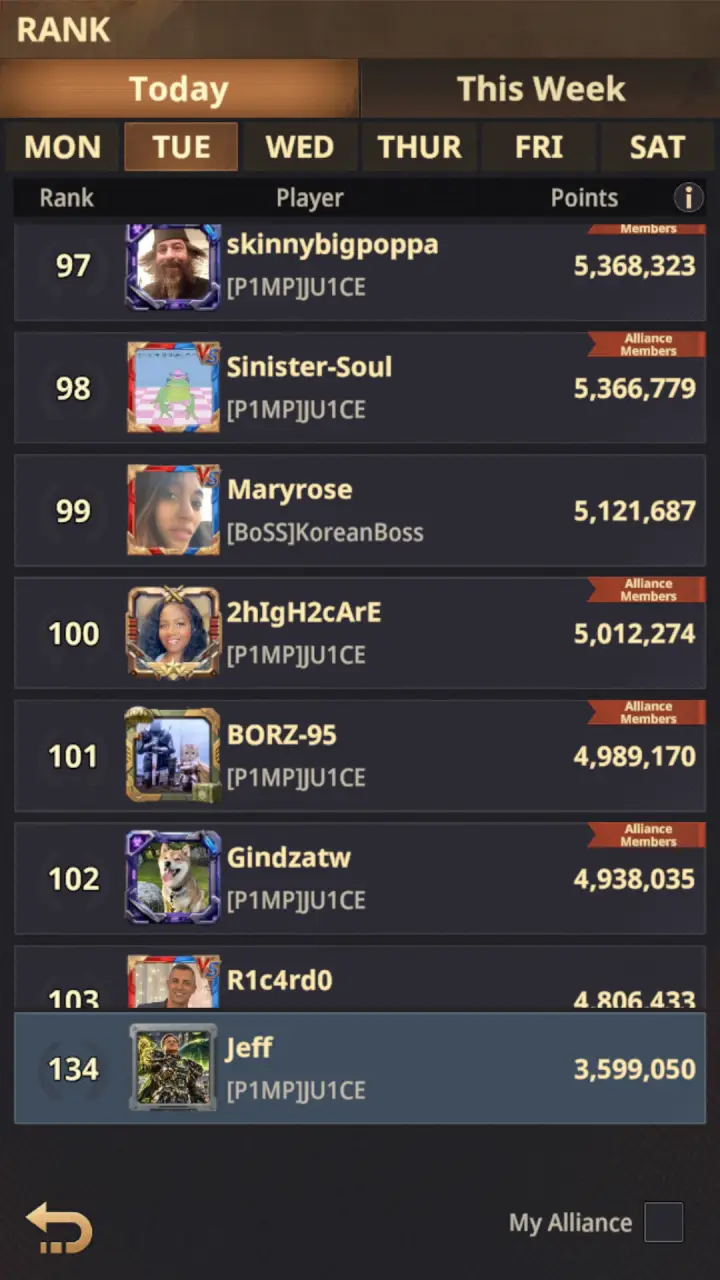 RANK
Today
This Week
MON
TUE
WED
THUR
FRI
SAT
Rank
Player
Points
i
Members
97
skinnybigpoppa
[P1MP]JU1CE
5,368,323
Alliance
Members
98
Sinister-Soul
[P1MP]JU1CE
5,366,779
99
Maryrose
[BoSS]KoreanBoss
5,121,687
Alliance
Members
100
2hIgH2cArE
[P1MP]JU1CE
5,012,274
Alliance
Members
101
BORZ-95
[P1MP]JU1CE
4,989,170
Alliance
Members
102
Gindzatw
[P1MP]JU1CE
4,938,035
103
R1c4rd0
4,806,433
134
Jeff
[P1MP]JU1CE
3,599,050
My Alliance